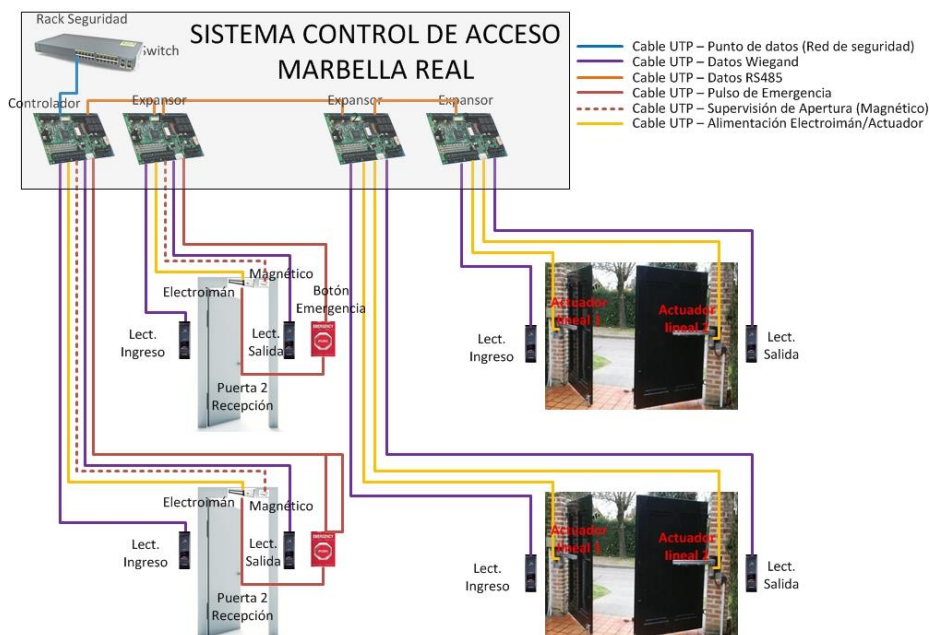 Rack Seguridad
Switch
SISTEMA CONTROL DE ACCESO
MARBELLA REAL
Cable UTP – Punto de datos (Red de seguridad)
Cable UTP – Datos Wiegand
Cable UTP – Datos RS485
Cable UTP – Pulso de Emergencia
Cable UTP – Supervisión de Apertura (Magnético)
Cable UTP – Alimentación Electroimán/Actuador
Controlador
Expansor
Expansor
Expansor
Magnético
Electroimán
Botón
Emergencia
EMERGENCY
Lect.
Ingreso
Lect.
Salida
Puerta 2
Recepción
Actuador
lineal 1
Actuador
lineal 2
Lect.
Ingreso
Lect.
Salida
Electroimán
Magnético
EMERGENCY
Lect.
Ingreso
Lect.
Salida
Puerta 2
Recepción
Actuador
lineal 1
Actuador
lineal 2
Lect.
Ingreso
Lect.
Salida